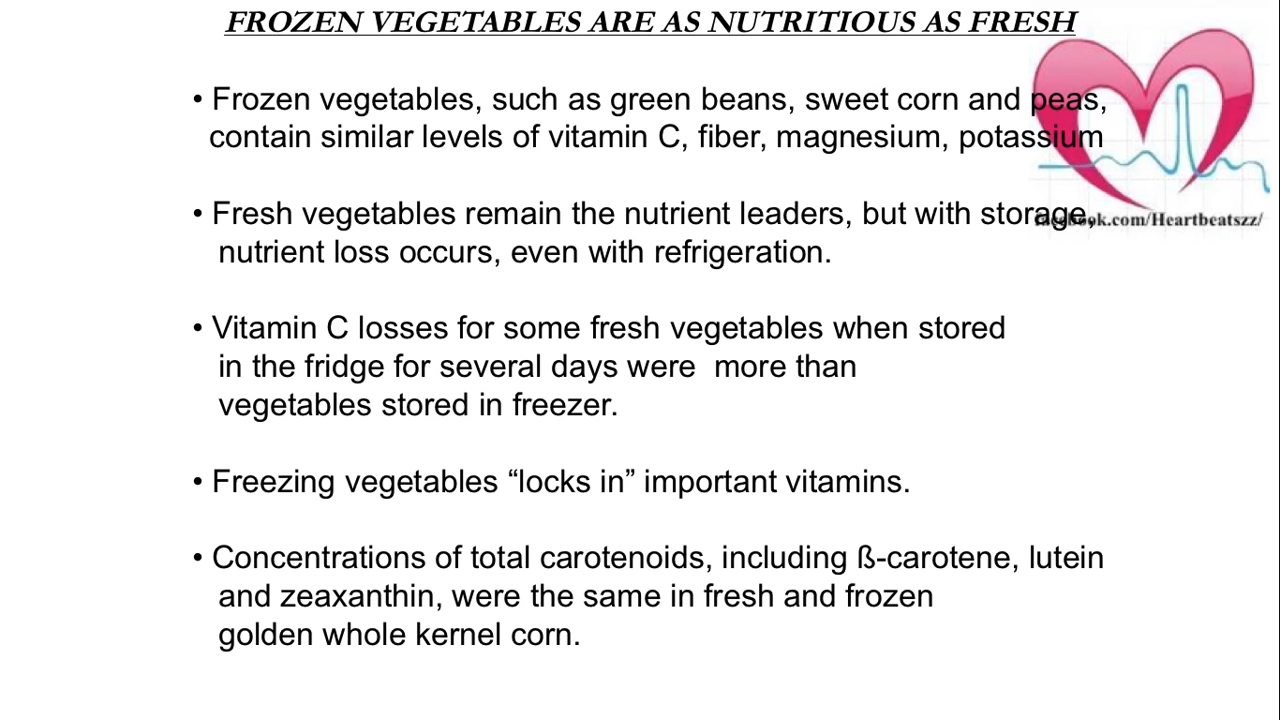 FROZEN VEGETABLES ARE AS NUTRITIOUS AS FRESH
• Frozen vegetables, such as green beans, sweet corn and peas,
contain similar levels of vitamin C, fiber, magnesium, potassium
• Fresh vegetables remain the nutrient leaders, but with storage,
nutrient loss occurs, even with refrigeration.
facebook.com/Heartbeatszz/
• Vitamin C losses for some fresh vegetables when stored
in the fridge for several days were  more than
vegetables stored in freezer.
• Freezing vegetables “locks in” important vitamins.
• Concentrations of total carotenoids, including ß-carotene, lutein
and zeaxanthin, were the same in fresh and frozen
golden whole kernel corn.